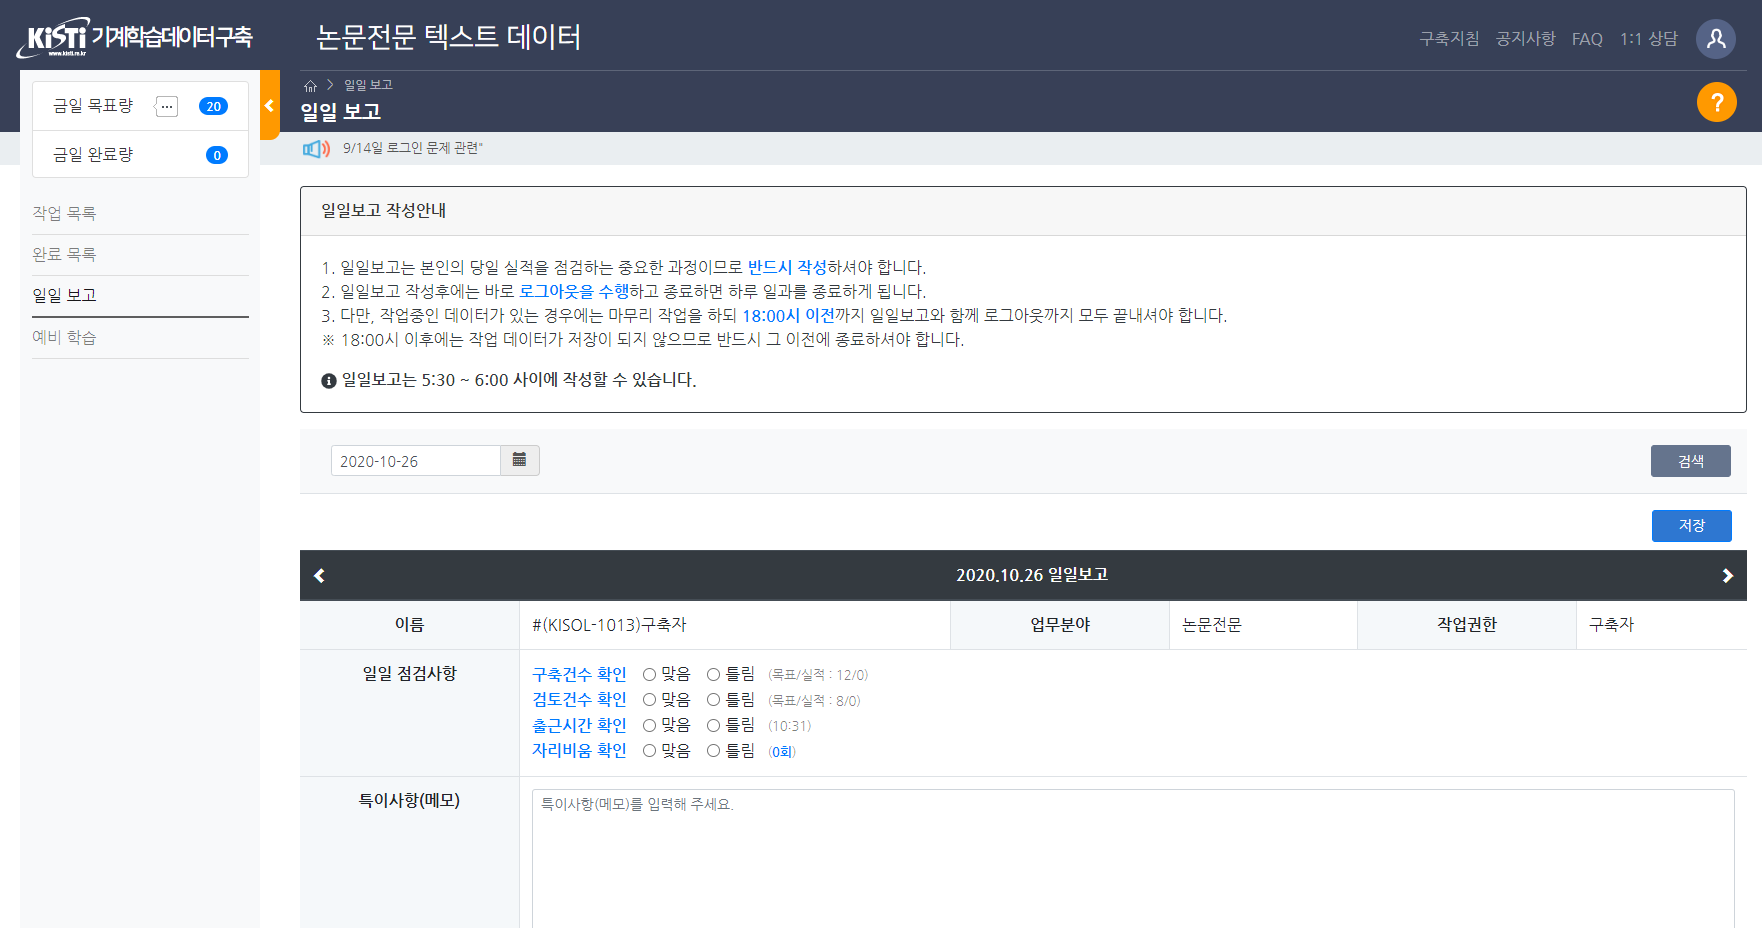 KiSTi 기계학습데이터구축
www.kisti.re.kr
논문전문 텍스트 데이터
구축지침 공지사항 FAQ 1:1 상담
금일 목표량 ... 20
금일 완료량 0
작업 목록
완료 목록
일일 보고
예비 학습
일일 보고
일일 보고
?
9/14일 로그인 문제 관련"
일일보고 작성안내
1. 일일보고는 본인의 당일 실적을 점검하는 중요한 과정이므로 반드시 작성하셔야 합니다.
2. 일일보고 작성후에는 바로 로그아웃을 수행하고 종료하면 하루 일과를 종료하게 됩니다.
3. 다만, 작업중인 데이터가 있는 경우에는 마무리 작업을 하되 18:00시 이전까지 일일보고와 함께 로그아웃까지 모두 끝내셔야 합니다.
※ 18:00시 이후에는 작업 데이터가 저장이 되지 않으므로 반드시 그 이전에 종료하셔야 합니다.
일일보고는 5:30 ~ 6:00 사이에 작성할 수 있습니다.
2020-10-26
검색
저장
2020.10.26 일일보고
이름 #(KISOL-1013)구축자 업무분야 논문전문 작업권한 구축자
일일 점검사항
구축건수 확인 맞음 틀림 (목표/실적 : 12/0)
검토건수 확인 맞음 틀림 (목표/실적 : 8/0)
출근시간 확인 맞음 틀림 (10:31)
자리비움 확인 맞음 틀림 (0회)
특이사항(메모)
특이사항(메모)를 입력해 주세요.